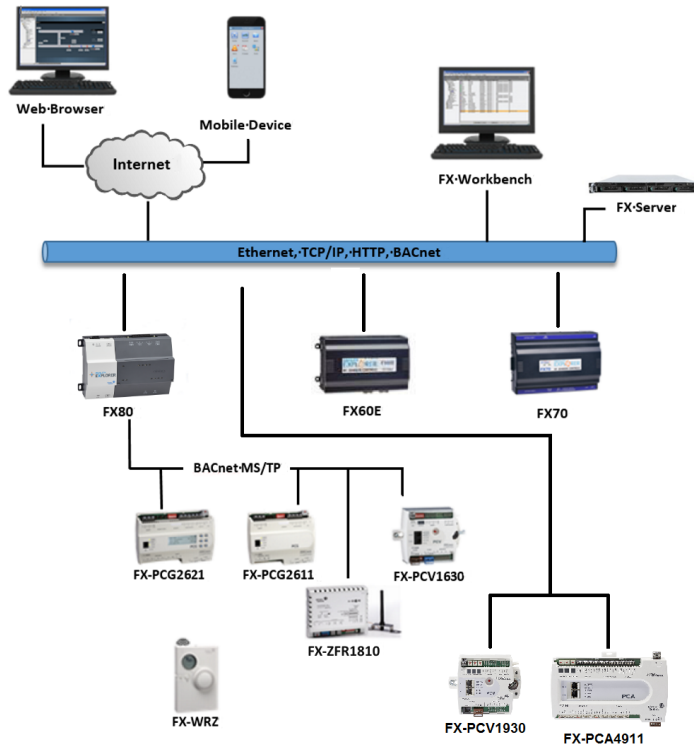 Web·Browser
Mobile·Device
Internet
FX·Workbench
FX·Server
Ethernet,·TCP/IP,·HTTP,·BACnet
FX80
FX60E
FX70
BACnet·MS/TP
FX-PCG2621
FX-PCG2611
FX-PCV1630
FX-ZFR1810
FX-WRZ
FX-PCV1930
PCA
FX-PCA4911